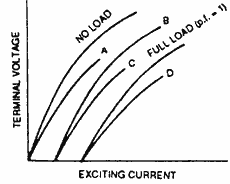 NO LOAD
A
B
C
FULL LOAD (p.f. = 1)
D
TERMINAL VOLTAGE
EXCITING CURRENT